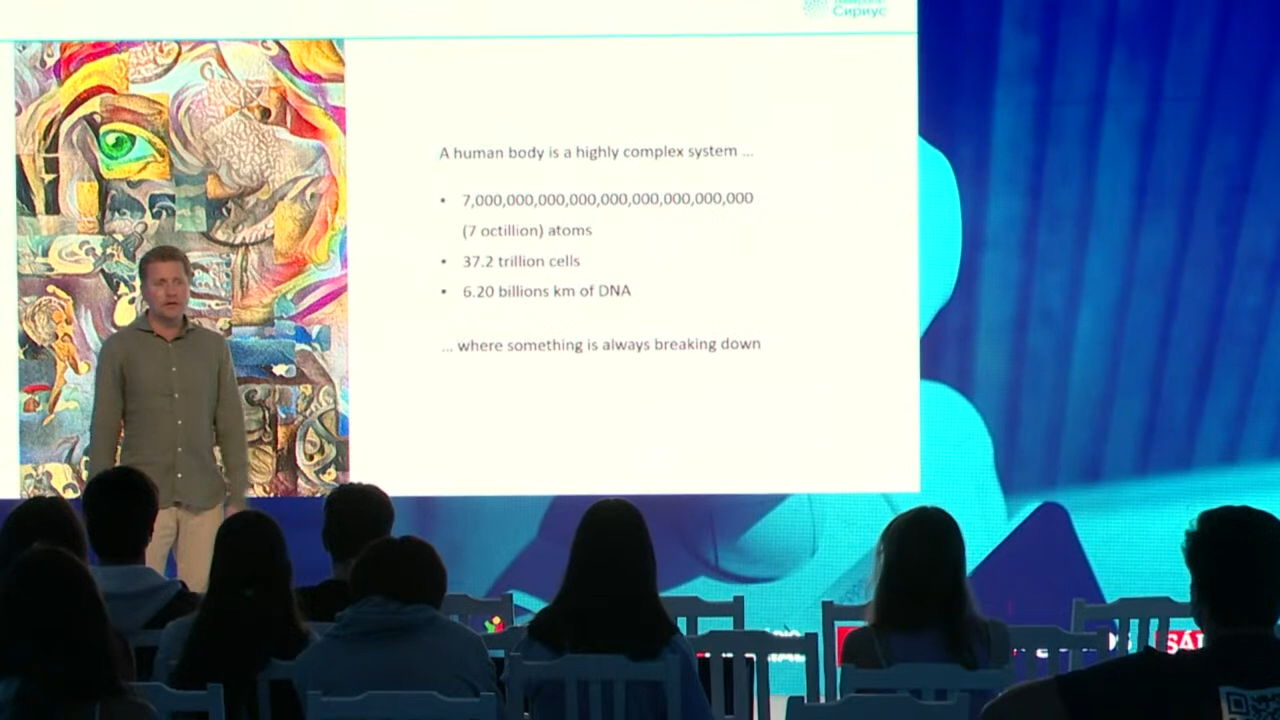 Сириус
A human body is a highly complex system ...
• 7,000,000,000,000,000,000,000,000,000
(7 octillion) atoms
• 37.2 trillion cells
• 6.20 billions km of DNA
... where something is always breaking down